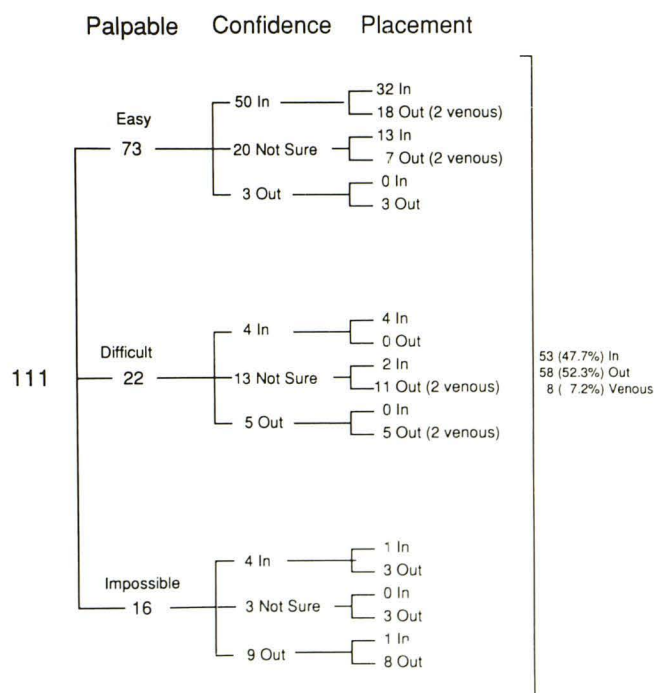 Palpable Confidence Placement
Easy
73
50 In
32 In
18 Out (2 venous)
20 Not Sure
13 In
7 Out (2 venous)
3 Out
0 In
3 Out
111
Difficult
22
4 In
4 In
0 Out
13 Not Sure
2 In
11 Out (2 venous)
5 Out
0 In
5 Out (2 venous)
Impossible
16
4 In
1 In
3 Out
3 Not Sure
0 In
3 Out
9 Out
1 In
8 Out
53 (47.7%) In
58 (52.3%) Out
8 ( 7.2%) Venous